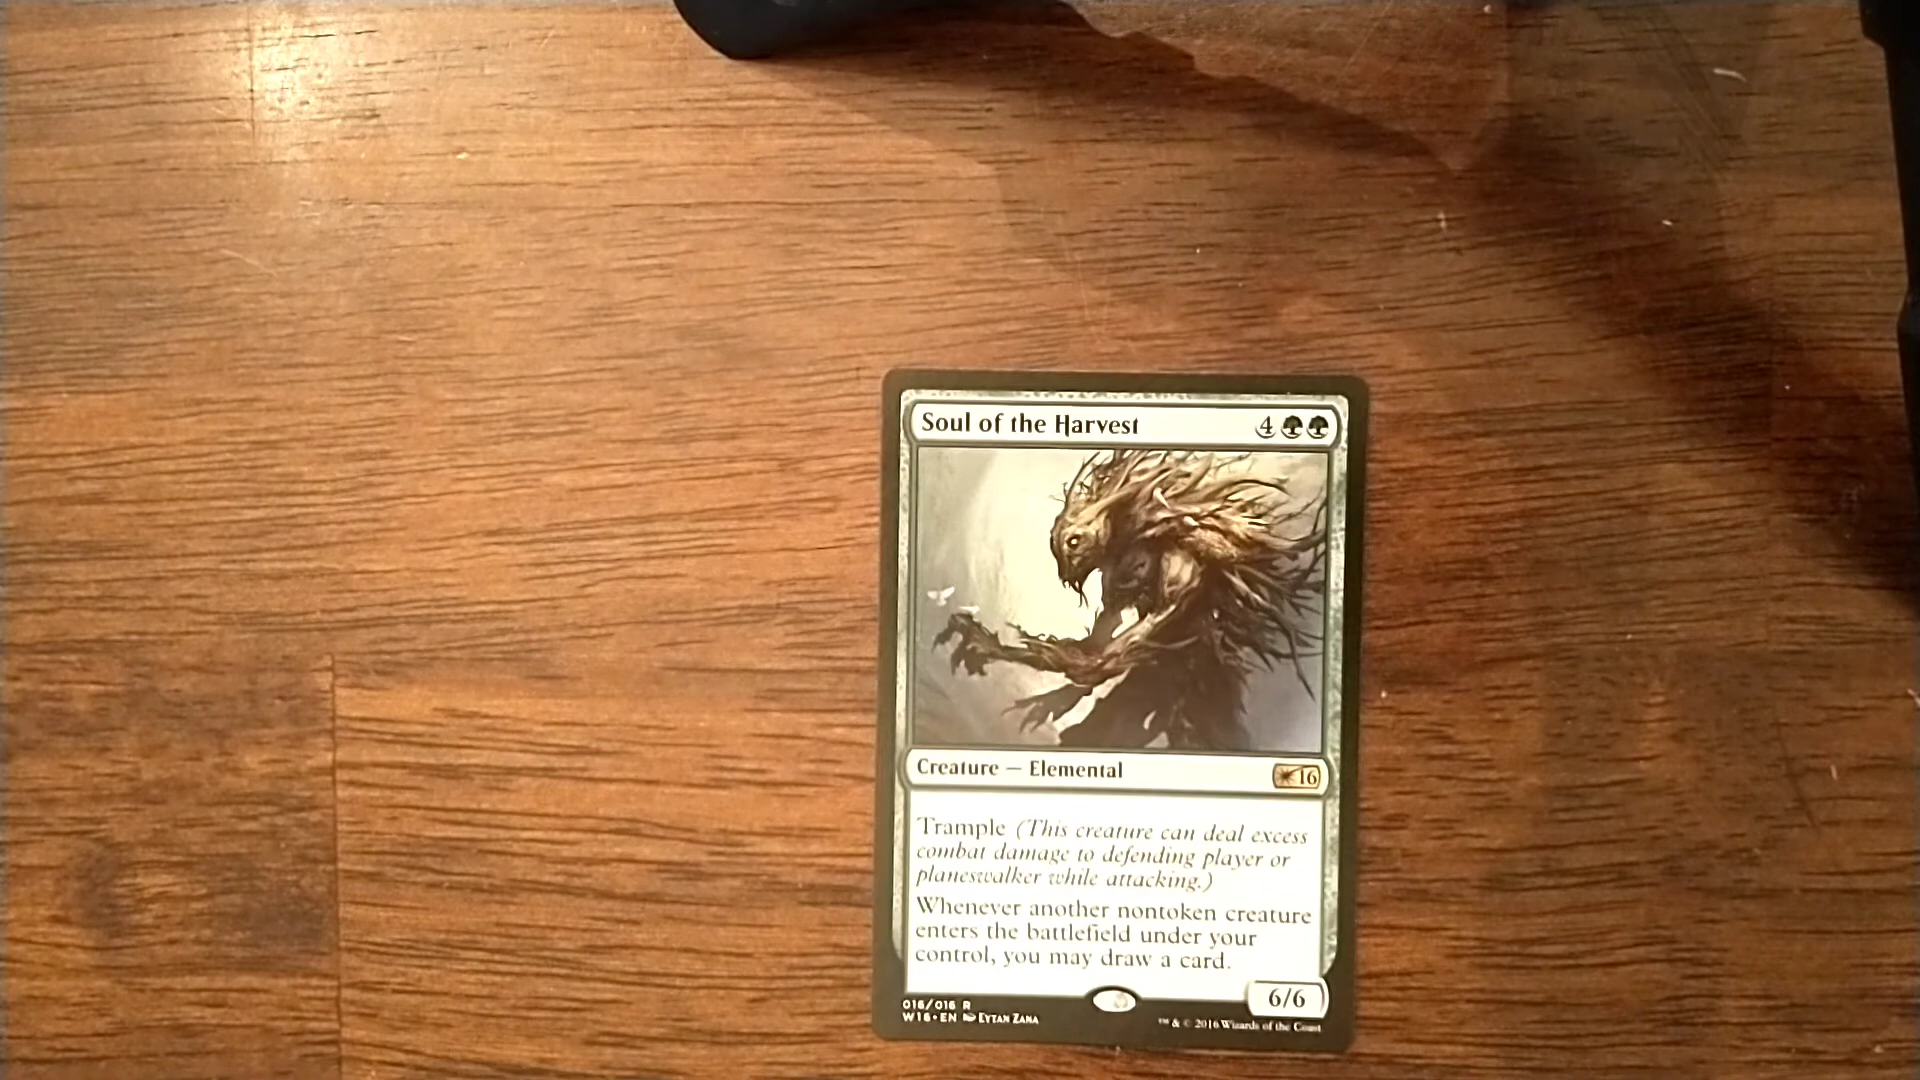 Soul of the Harvest 4
Creature — Elemental 16
Trample (This creature can deal excess
combat damage to defending player or
planeswalker while attacking.)
Whenever another nontoken creature
enters the battlefield under your
control, you may draw a card.
6/6
016/016 R
W16•EN Eytan Zana
™ & © 2016 Wizards of the Coast